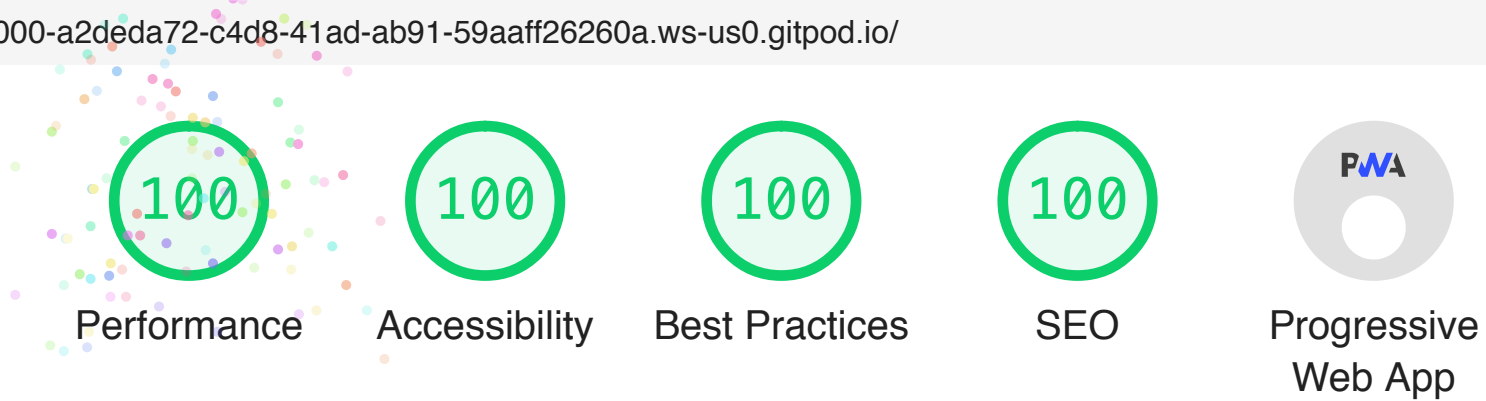 000-a2deda72-c4d8-41ad-ab91-59aaff26260a.ws-us0.gitpod.io/
100 100 100 100 PWA
Performance Accessibility Best Practices SEO Progressive
Web App